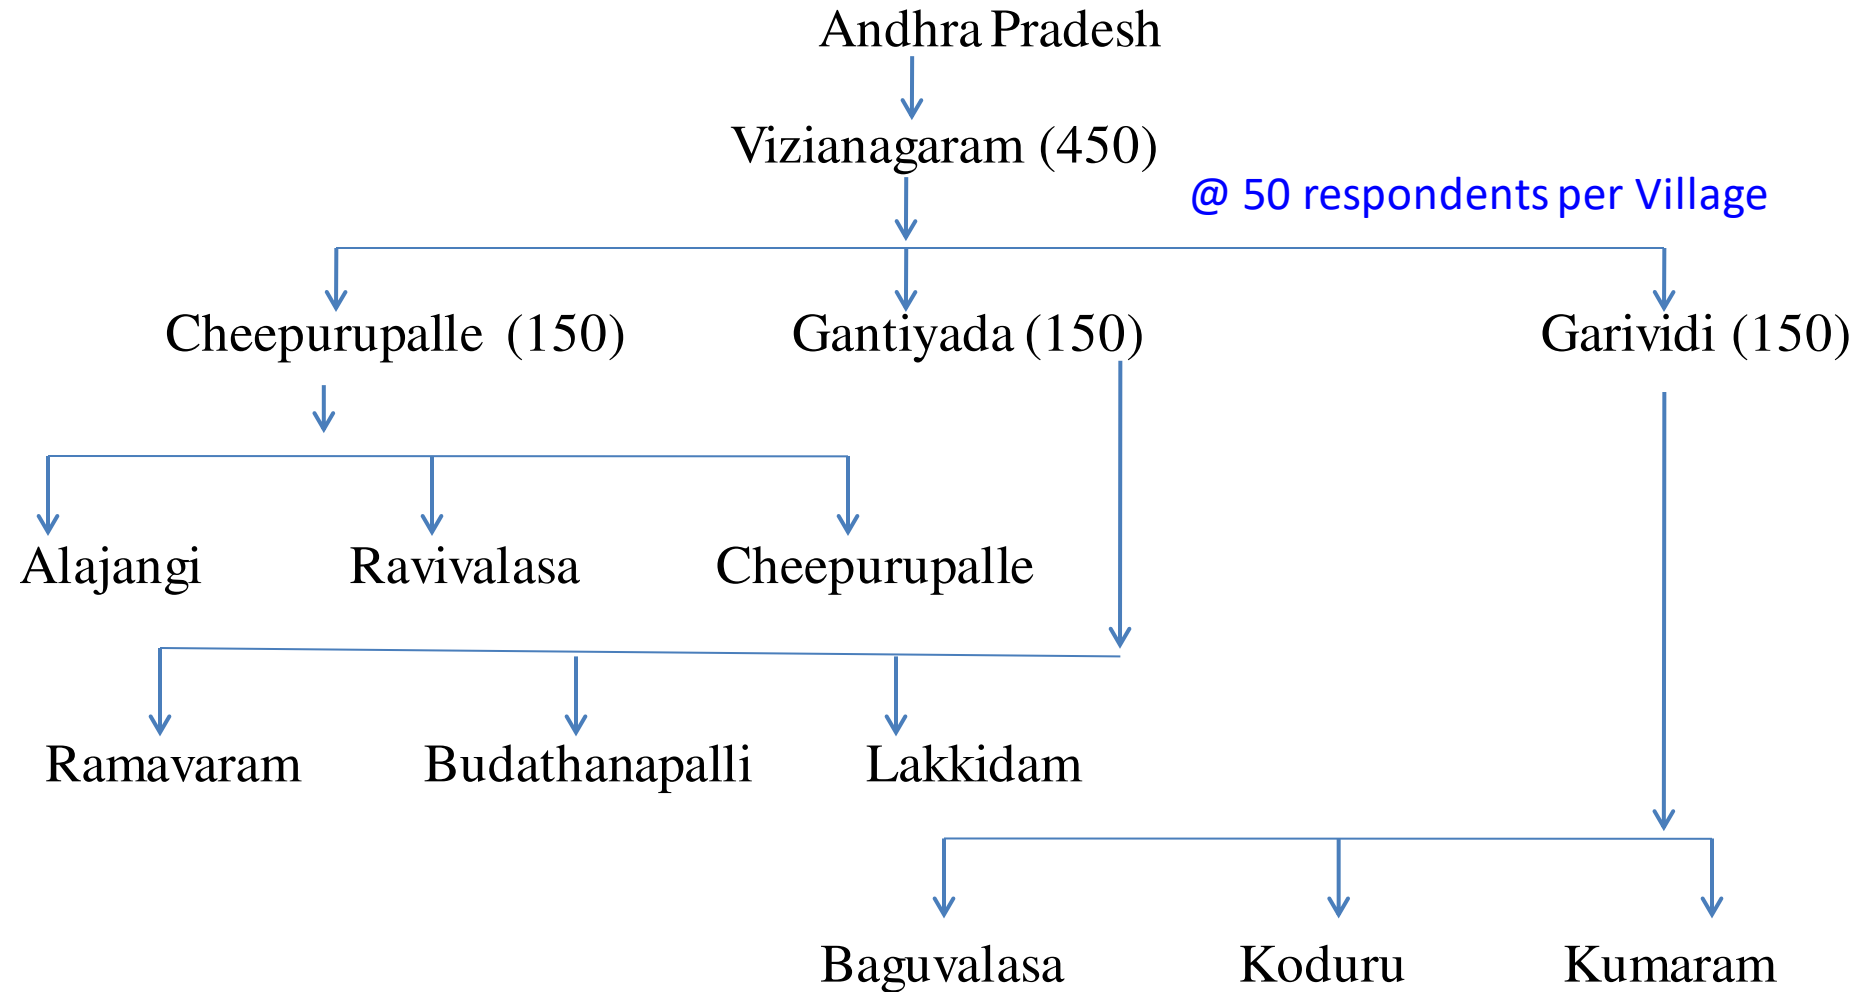 Andhra Pradesh
Vizianagaram (450)
@ 50 respondents per Village
Cheepurupalle (150)
Gantiyada (150)
Garividi (150)
Alajangi
Ravivalasa
Cheepurupalle
Ramavaram
Budathanapalli
Lakkidam
Baguvalasa
Koduru
Kumaram